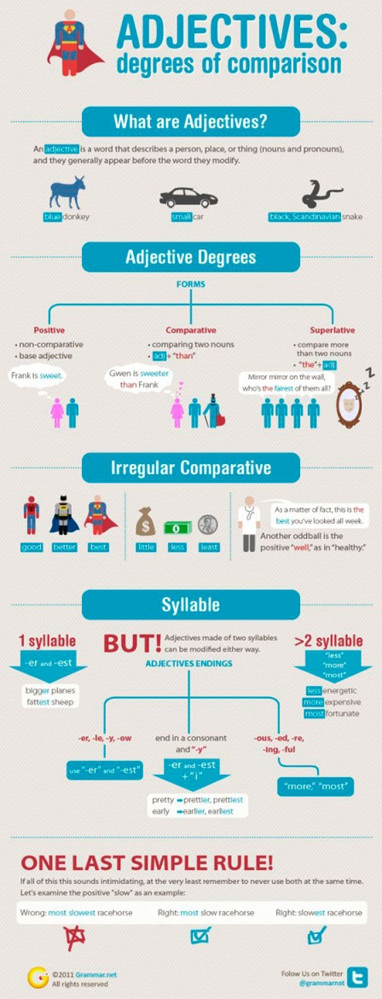 ADJECTIVES:
degrees of comparison
What are Adjectives?
An adjective is a word that describes a person, place, or thing (nouns and pronouns),
and they generally appear before the word they modify.
blue donkey
small car
black, Scandinavian snake
Adjective Degrees
FORMS
Positive
• non-comparative
• base adjective
Frank is sweet.
Comparative
• comparing two nouns
• adj + "than"
Gwen is sweeter
than Frank
Superlative
• compare more
than two nouns
• "the" + adj
Mirror mirror on the wall,
who's the fairest of them all?
z
z
z
z
Irregular Comparative
good
better
best
little
less
least
As a matter of fact, this is the
best you've looked all week.
Another oddball is the
positive "well," as in "healthy."
Syllable
1 syllable
-er and -est
bigger planes
fattest sheep
BUT! Adjectives made of two syllables
can be modified either way.
>2 syllable
"less"
"more"
"most"
less energetic
more expensive
most fortunate
ADJECTIVES ENDINGS
-er, -le, -y, -ow
use "-er" and "-est"
end in a consonant
and "-y"
-er and -est
+ "i"
pretty prettier, prettiest
early earlier, earliest
-ous, -ed, -re,
-ing, -ful
"more," "most"
ONE LAST SIMPLE RULE!
If all of this this sounds intimidating, at the very least remember to never use both at the same time.
Let's examine the positive "slow" as an example:
Wrong: most slowest racehorse
Right: most slow racehorse
Right: slowest racehorse
G
©2011 Grammar.net
All rights reserved
Follow Us on Twitter
@grammarnet